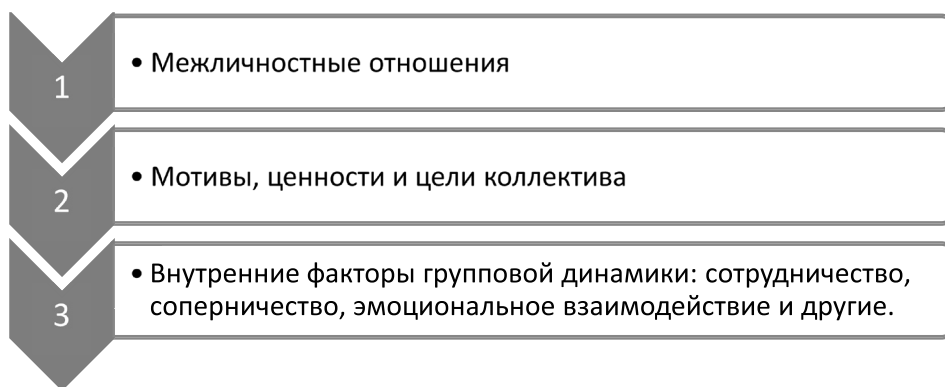 1
• Межличностные отношения
2
• Мотивы, ценности и цели коллектива
3
• Внутренние факторы групповой динамики: сотрудничество,
соперничество, эмоциональное взаимодействие и другие.